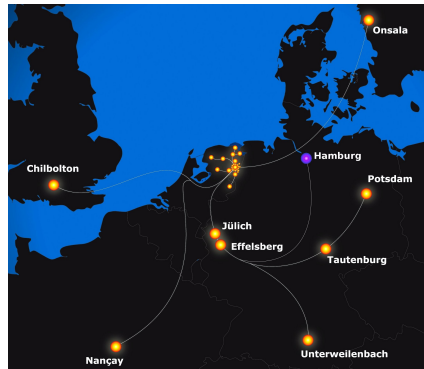 Onsala
Hamburg
Chilbolton
Potsdam
Jülich
Effelsberg
Tautenburg
Unterweilenbach
Nançay